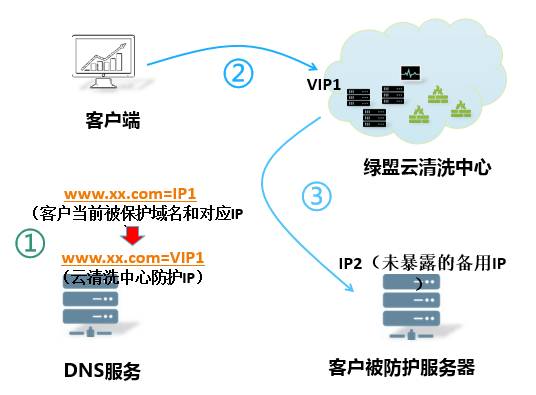 ②
VIP1
客户端
绿盟云清洗中心
www.xx.com=IP1
（客户当前被保护域名和对应IP
）
③
①
www.xx.com=VIP1
（云清洗中心防护IP）
IP2（未暴露的备用IP
）
DNS服务
客户被防护服务器